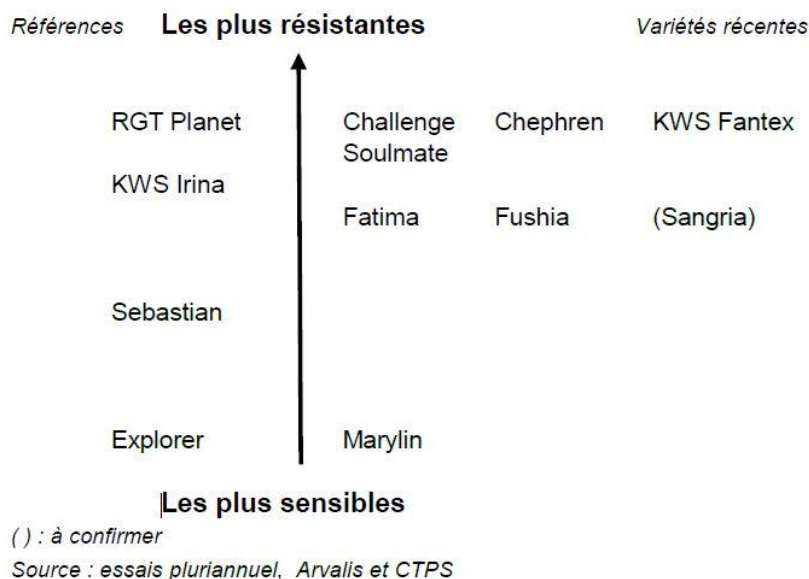 Références Les plus résistantes Variétés récentes
RGT Planet Challenge Chephren KWS Fantex
Soulmate
KWS Irina
Fatima Fushia (Sangria)
Sebastian
Explorer Marylin
Les plus sensibles
( ) : à confirmer
Source : essais pluriannuel, Arvalis et CTPS